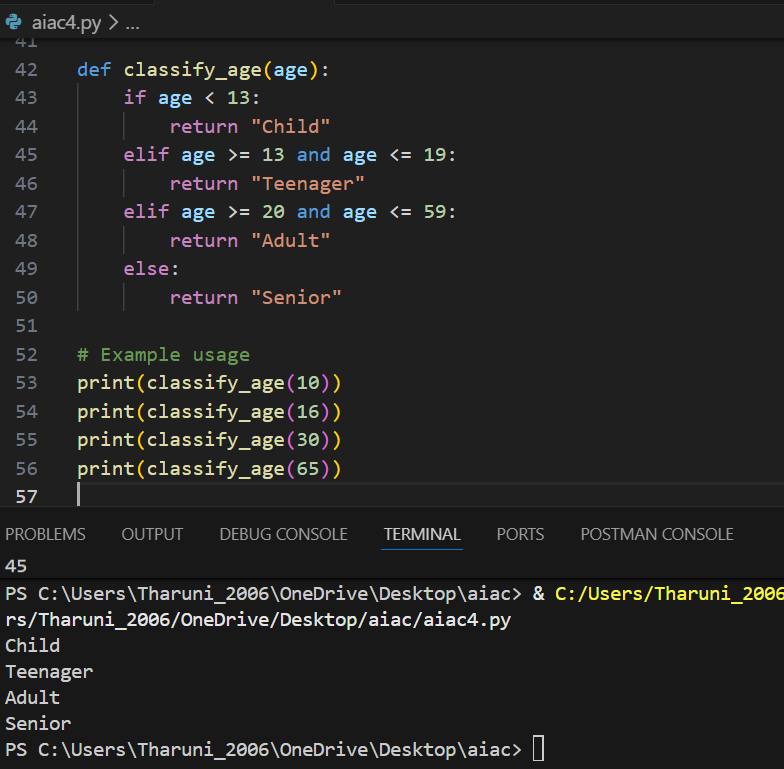 aiac4.py > ...
41
42 def classify_age(age):
43     if age < 13:
44         return "Child"
45     elif age >= 13 and age <= 19:
46         return "Teenager"
47     elif age >= 20 and age <= 59:
48         return "Adult"
49     else:
50         return "Senior"
51
52 # Example usage
53 print(classify_age(10))
54 print(classify_age(16))
55 print(classify_age(30))
56 print(classify_age(65))
57
PROBLEMS OUTPUT DEBUG CONSOLE TERMINAL PORTS POSTMAN CONSOLE
45
PS C:\Users\Tharuni_2006\OneDrive\Desktop\aiac> & C:/Users/Tharuni_2006
rs/Tharuni_2006/OneDrive/Desktop/aiac/aiac4.py
Child
Teenager
Adult
Senior
PS C:\Users\Tharuni_2006\OneDrive\Desktop\aiac>